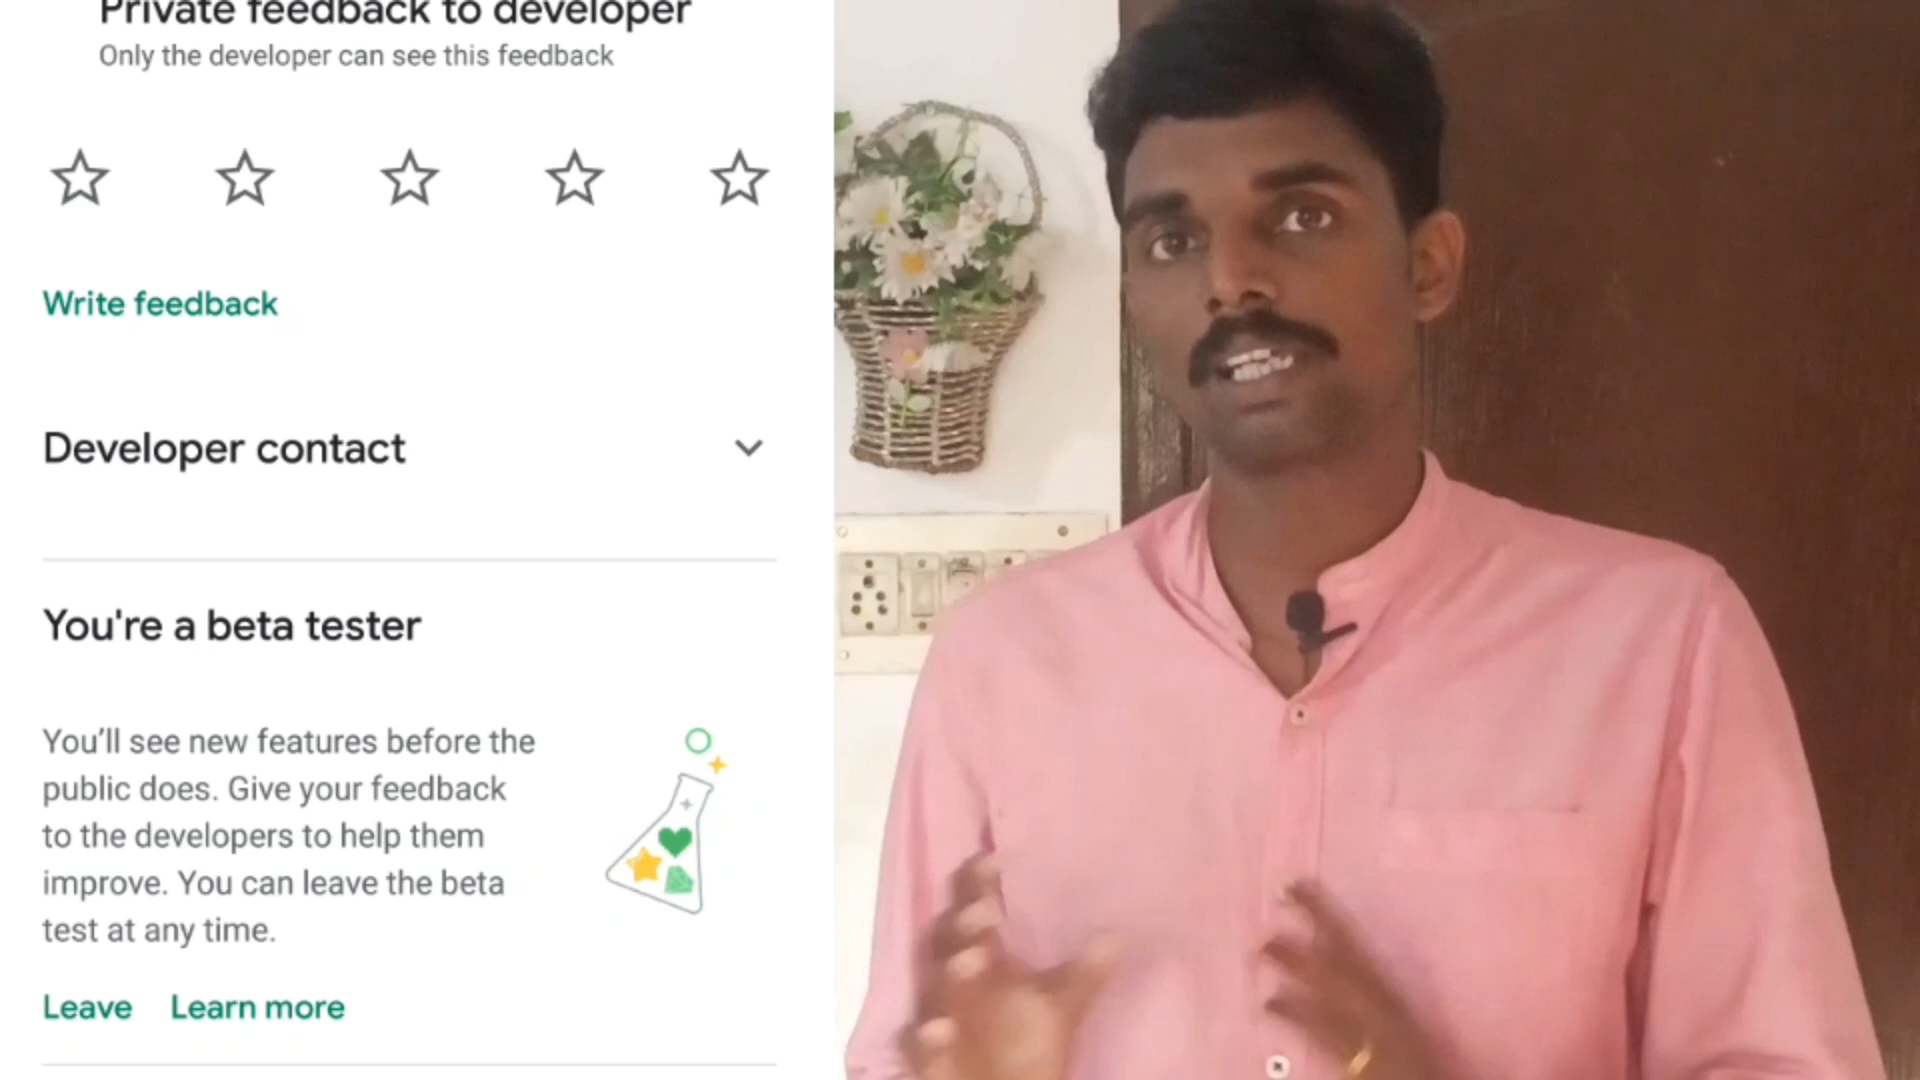 Private feedback to developer
Only the developer can see this feedback
Write feedback
Developer contact
You're a beta tester
You’ll see new features before the
public does. Give your feedback
to the developers to help them
improve. You can leave the beta
test at any time.
Leave Learn more